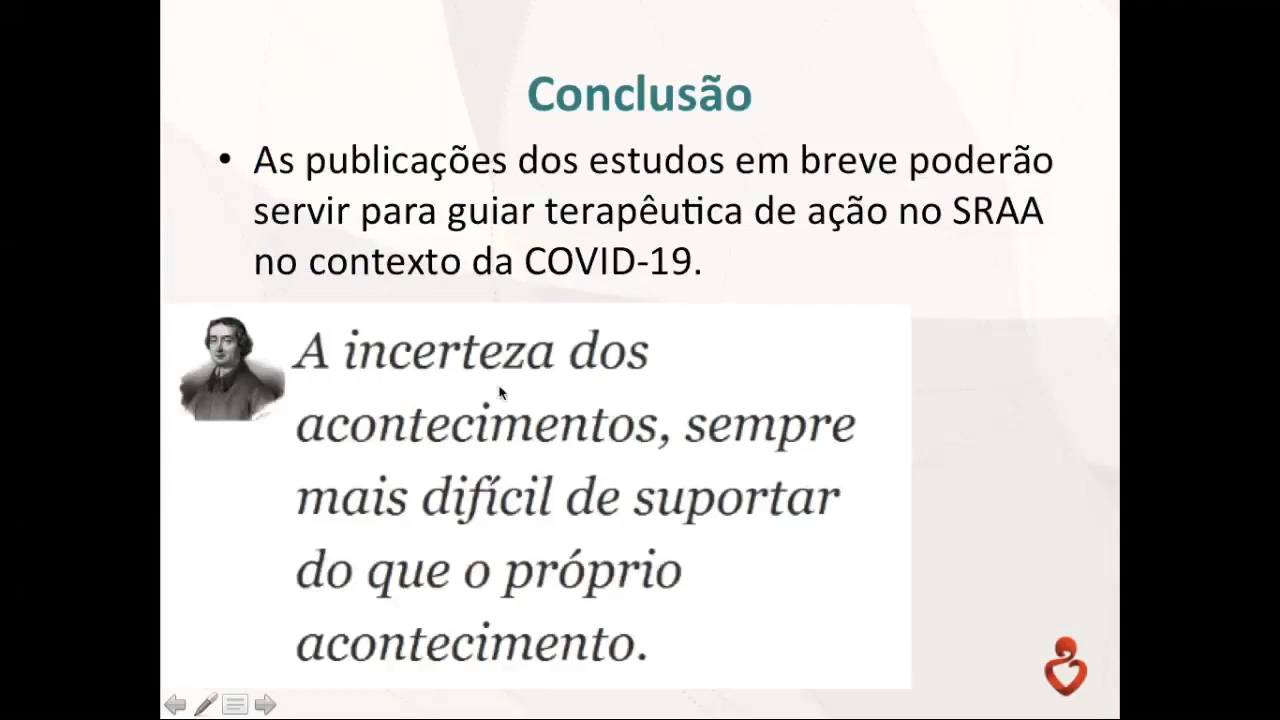 Conclusão
• As publicações dos estudos em breve poderão
servir para guiar terapêutica de ação no SRAA
no contexto da COVID-19.
A incerteza dos
acontecimentos, sempre
mais difícil de suportar
do que o próprio
acontecimento.